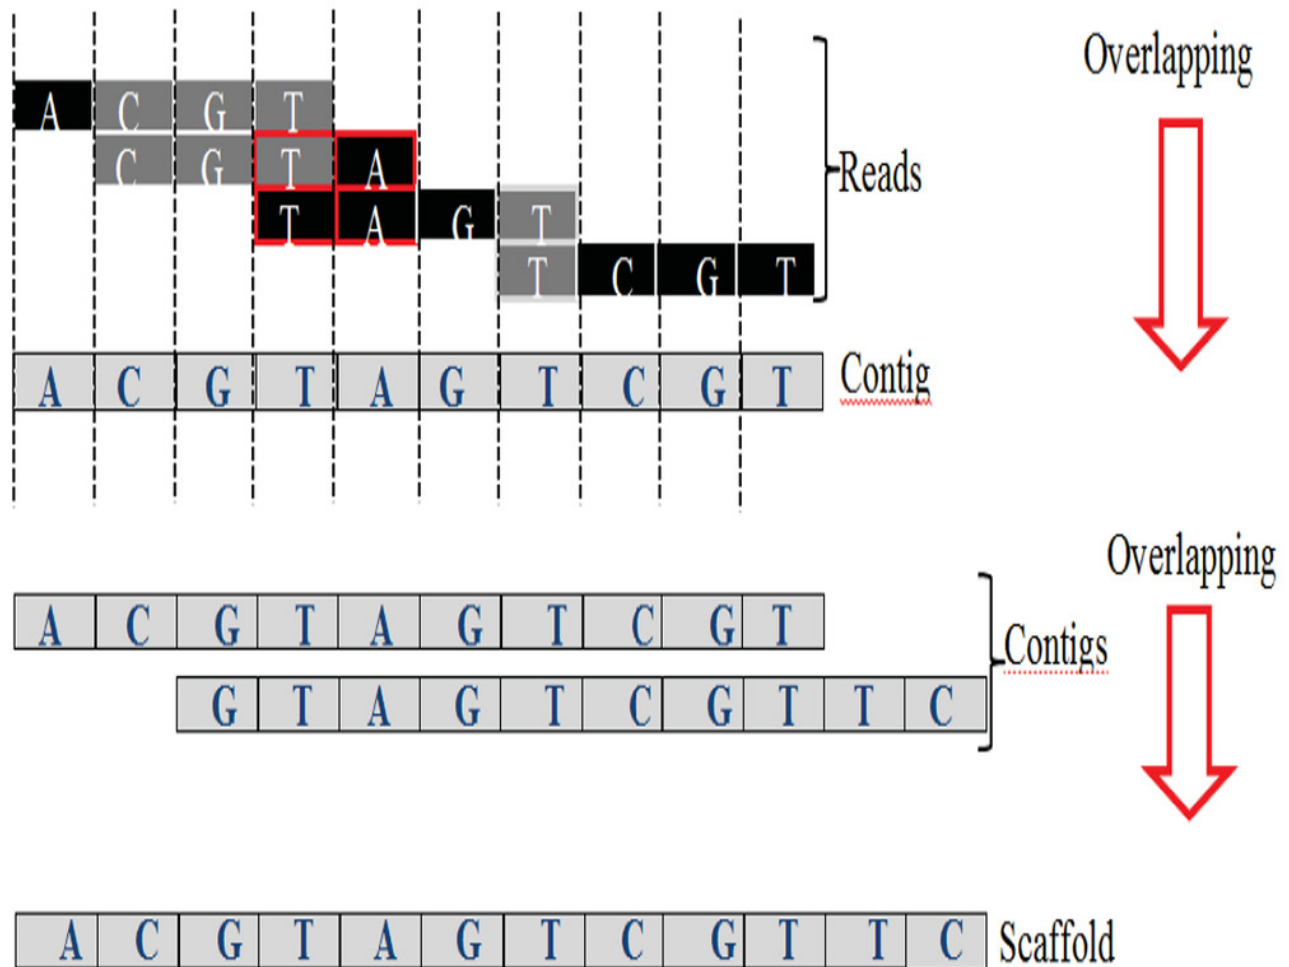 Overlapping
A C G T
C G T A
T A G T
T C G T
Reads
A C G T A G T C G T
Contig
Overlapping
A C G T A G T C G T
G T A G T C G T T C
Contigs
A C G T A G T C G T T C
Scaffold